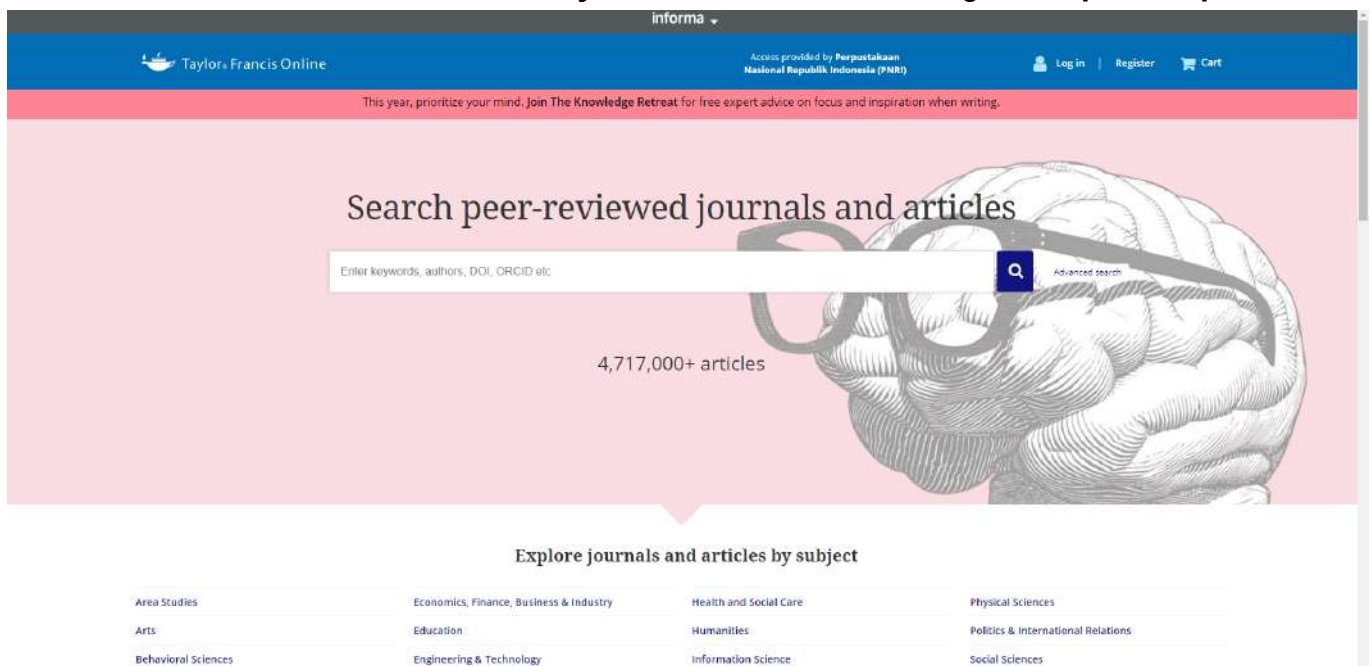 informa
Taylor & Francis Online
Access provided by Perpustakaan
Nasional Republik Indonesia (PNRI)
Log in | Register
Cart
This year, prioritize your mind. Join The Knowledge Retreat for free expert advice on focus and inspiration when writing.
Search peer-reviewed journals and articles
Enter keywords, authors, DOI, ORCID etc
Advanced search
4,717,000+ articles
Explore journals and articles by subject
Area Studies
Economics, Finance, Business & Industry
Health and Social Care
Physical Sciences
Arts
Education
Humanities
Politics & International Relations
Behavioral Sciences
Engineering & Technology
Information Science
Social Sciences